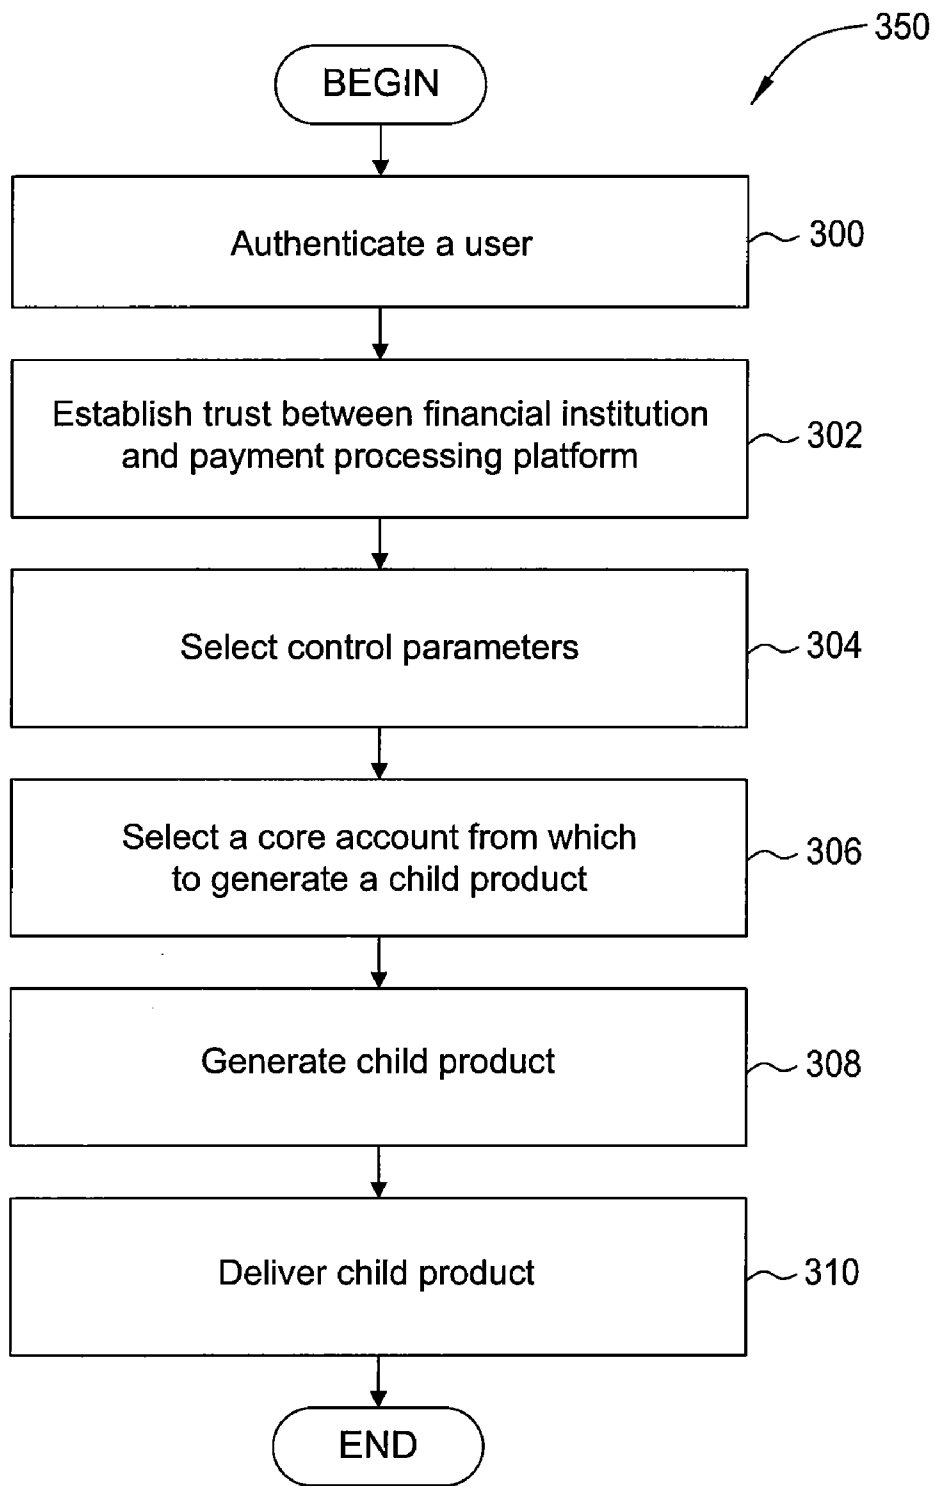 350
BEGIN
Authenticate a user
300
Establish trust between financial institution
and payment processing platform
302
Select control parameters
304
Select a core account from which
to generate a child product
306
Generate child product
308
Deliver child product
310
END